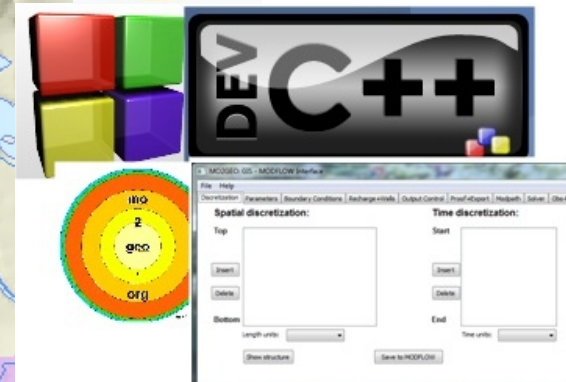 DEV C++
mo
2
geo
org
MO2GEO: GIS - MODFLOW Interface
File Help
Discretization Parameters Boundary Conditions Recharge+Wells Output Control Proof+Export Modpath Solver
Spatial discretization: Time discretization:
Top Start
Insert Insert
Delete Delete
Bottom End
Length units: Time units:
Show structure Save to MODFLOW